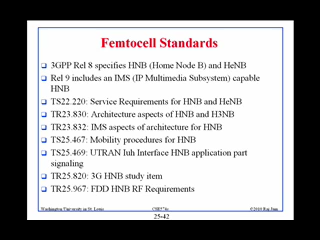 Femtocell Standards
3GPP Rel 8 specifies HNB (Home Node B) and HeNB
Rel 9 includes an IMS (IP Multimedia Subsystem) capable
HNB
TS22.220: Service Requirements for HNB and HeNB
TR23.830: Architecture aspects of HNB and H3NB
TR23.832: IMS aspects of architecture for HNB
TS25.467: Mobility procedures for HNB
TS25.469: UTRAN Iuh Interface HNB application part
signaling
TR25.820: 3G HNB study item
TR25.967: FDD HNB RF Requirements
Washington University in St. Louis
CSE574s
©2010 Raj Jain
25-42